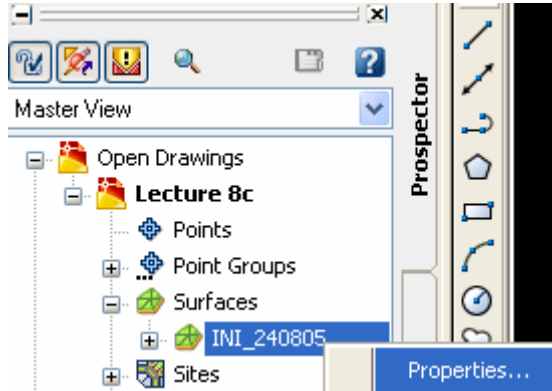 Master View
Prospector
Open Drawings
Lecture 8c
Points
Point Groups
Surfaces
INI_240805
Properties...
Sites